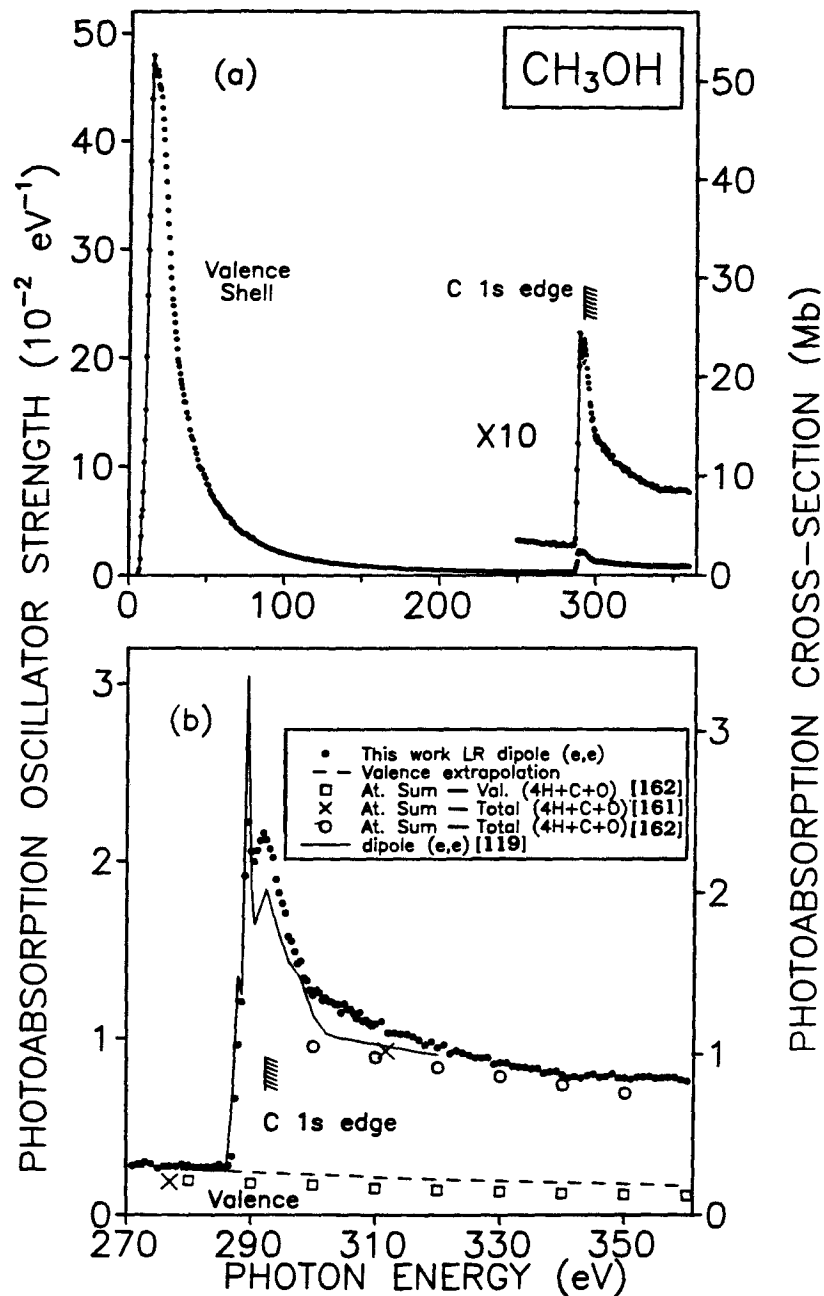 PHOTOABSORPTION OSCILLATOR STRENGTH (10⁻² eV⁻¹)
PHOTOABSORPTION CROSS−SECTION (Mb)
(a)
CH₃OH
Valence
Shell
C 1s edge
X10
50
40
30
20
10
0
50
40
30
20
10
0
0 100 200 300
(b)
This work LR dipole (e,e)
Valence extrapolation
At. Sum — Val. (4H+C+O) [162]
At. Sum — Total (4H+C+O)[161]
At. Sum — Total (4H+C+O)[162]
dipole (e,e)[119]
C 1s edge
Valence
3
2
1
0
3
2
1
0
270 290 310 330 350
PHOTON ENERGY (eV)